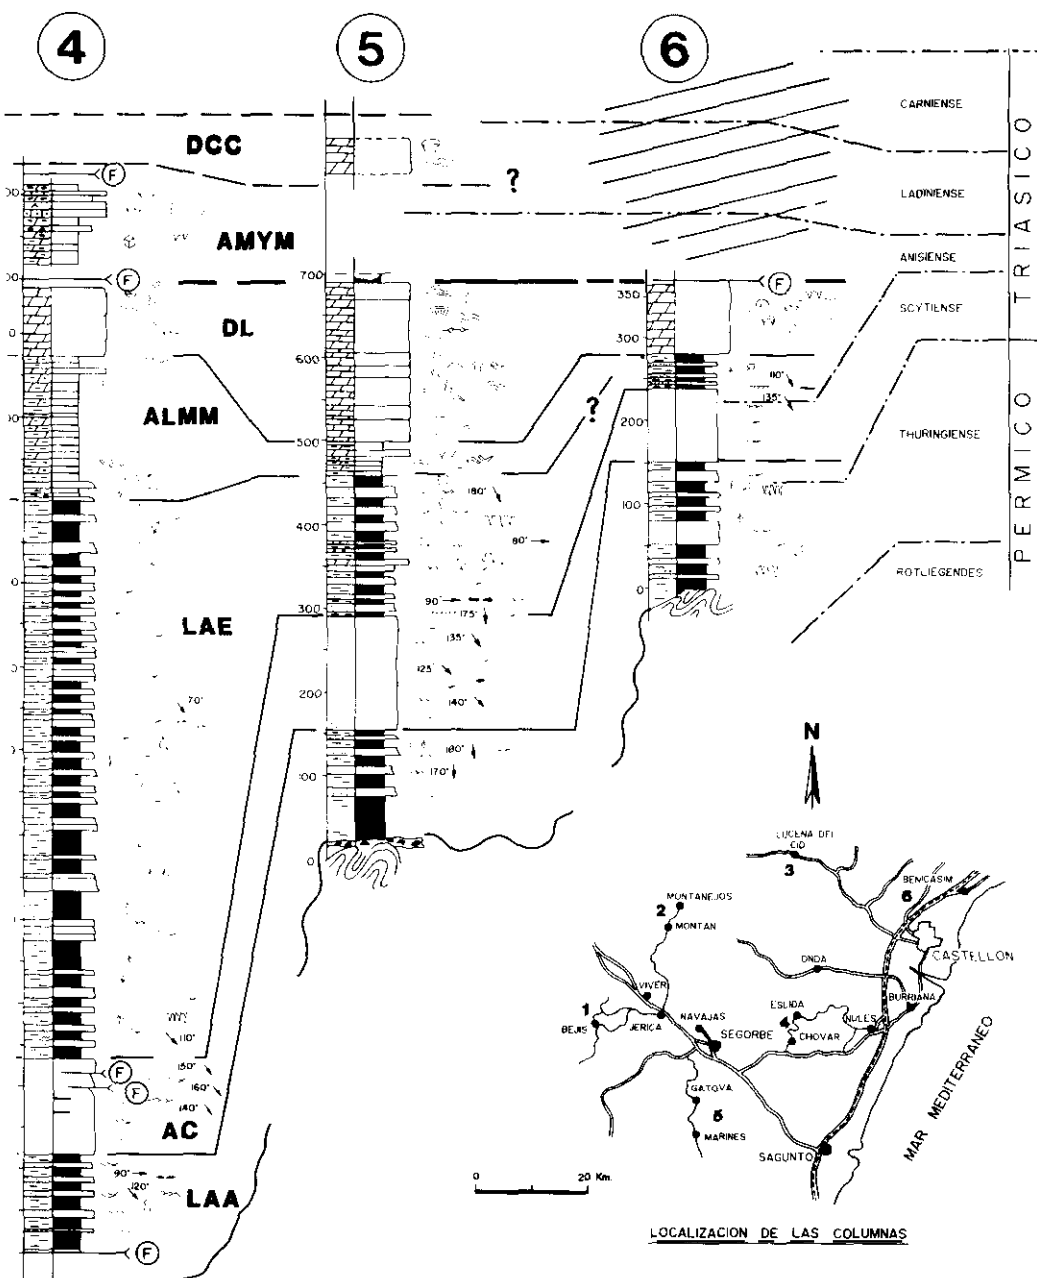 4
5
6
DCC
AMYM
DL
ALMM
LAE
AC
LAA
F
F
F
F
F
70°
110°
150°
160°
140°
90°
120°
?
?
700
600
500
400
300
200
0
180°
80°
90°
175°
135°
125°
140°
180°
170°
F
350
300
200
100
0
110°
135°
CARNIENSE
LADINIENSE
ANISIENSE
SCYTIENSE
THURINGIENSE
ROTLIEGENDES
TRIASICO
PERMICO
N
LUCENA DEL
CID
3
BENICASIM
6
MONTANEJOS
2
MONTAN
CASTELLON
ONDA
VIVER
BURRIANA
1
ESLIDA
NAVAJAS
4
NULES
BEJIS
JERICA
SEGORBE
CHOVAR
GATOVA
5
MARINES
SAGUNTO
MAR MEDITERRANEO
0
20 Km.
LOCALIZACION DE LAS COLUMNAS